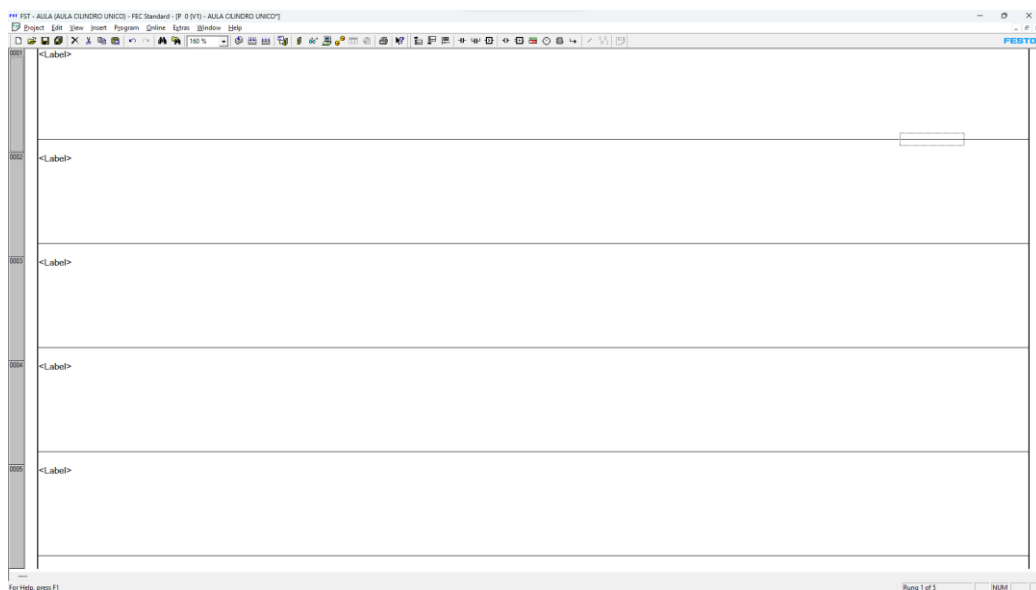 FST - AULA (AULA CILINDRO UNICO) - FEC Standard - [P 0 (V1) - AULA CILINDRO UNICO*]
Project Edit View Insert Program Online Extras Window Help
160 %
FESTO
0001 <Label>
0002 <Label>
0003 <Label>
0004 <Label>
0005 <Label>
For Help, press F1 Rung 1 of 5 NUM